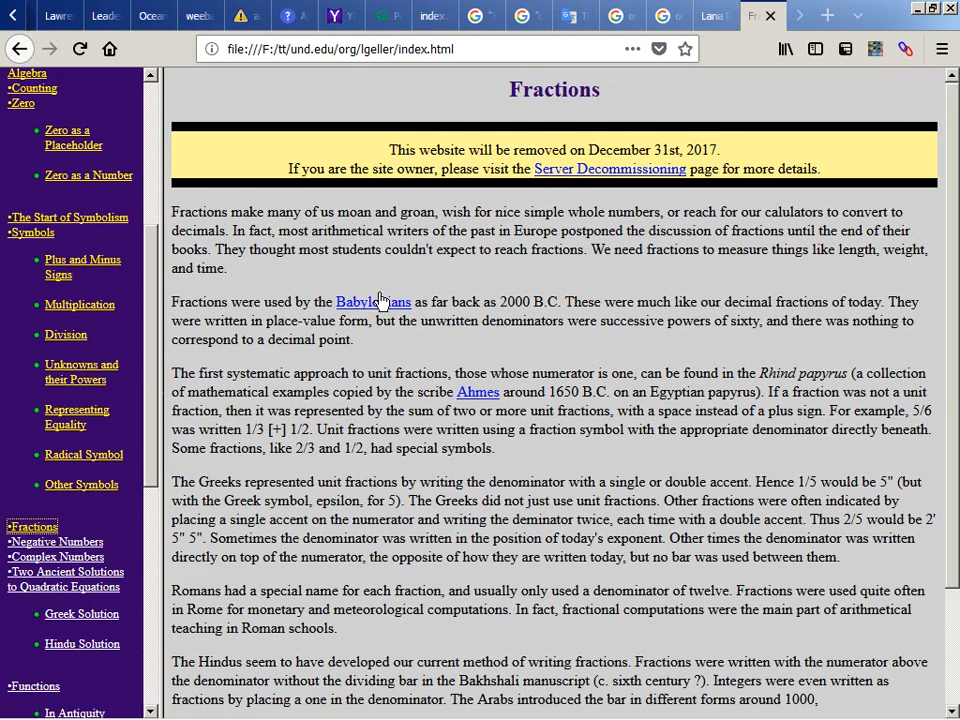 Lawre
Leade
Ocear
weeba
Y
index.
T
Lana F
Fr
file:///F:/tt/und.edu/org/lgeller/index.html
Algebra
•Counting
•Zero
Zero as a
Placeholder
Zero as a Number
•The Start of Symbolism
•Symbols
Plus and Minus
Signs
Multiplication
Division
Unknowns and
their Powers
Representing
Equality
Radical Symbol
Other Symbols
•Fractions
•Negative Numbers
•Complex Numbers
•Two Ancient Solutions
to Quadratic Equations
Greek Solution
Hindu Solution
•Functions
In Antiquity
Fractions
This website will be removed on December 31st, 2017.
If you are the site owner, please visit the Server Decommissioning page for more details.
Fractions make many of us moan and groan, wish for nice simple whole numbers, or reach for our calulators to convert to
decimals. In fact, most arithmetical writers of the past in Europe postponed the discussion of fractions until the end of their
books. They thought most students couldn't expect to reach fractions. We need fractions to measure things like length, weight,
and time.
Fractions were used by the Babylonians as far back as 2000 B.C. These were much like our decimal fractions of today. They
were written in place-value form, but the unwritten denominators were successive powers of sixty, and there was nothing to
correspond to a decimal point.
The first systematic approach to unit fractions, those whose numerator is one, can be found in the Rhind papyrus (a collection
of mathematical examples copied by the scribe Ahmes around 1650 B.C. on an Egyptian papyrus). If a fraction was not a unit
fraction, then it was represented by the sum of two or more unit fractions, with a space instead of a plus sign. For example, 5/6
was written 1/3 [+] 1/2. Unit fractions were written using a fraction symbol with the appropriate denominator directly beneath.
Some fractions, like 2/3 and 1/2, had special symbols.
The Greeks represented unit fractions by writing the denominator with a single or double accent. Hence 1/5 would be 5" (but
with the Greek symbol, epsilon, for 5). The Greeks did not just use unit fractions. Other fractions were often indicated by
placing a single accent on the numerator and writing the deminator twice, each time with a double accent. Thus 2/5 would be 2'
5" 5". Sometimes the denominator was written in the position of today's exponent. Other times the denominator was written
directly on top of the numerator, the opposite of how they are written today, but no bar was used between them.
Romans had a special name for each fraction, and usually only used a denominator of twelve. Fractions were used quite often
in Rome for monetary and meteorological computations. In fact, fractional computations were the main part of arithmetical
teaching in Roman schools.
The Hindus seem to have developed our current method of writing fractions. Fractions were written with the numerator above
the denominator without the dividing bar in the Bakhshali manuscript (c. sixth century ?). Integers were even written as
fractions by placing a one in the denominator. The Arabs introduced the bar in different forms around 1000,